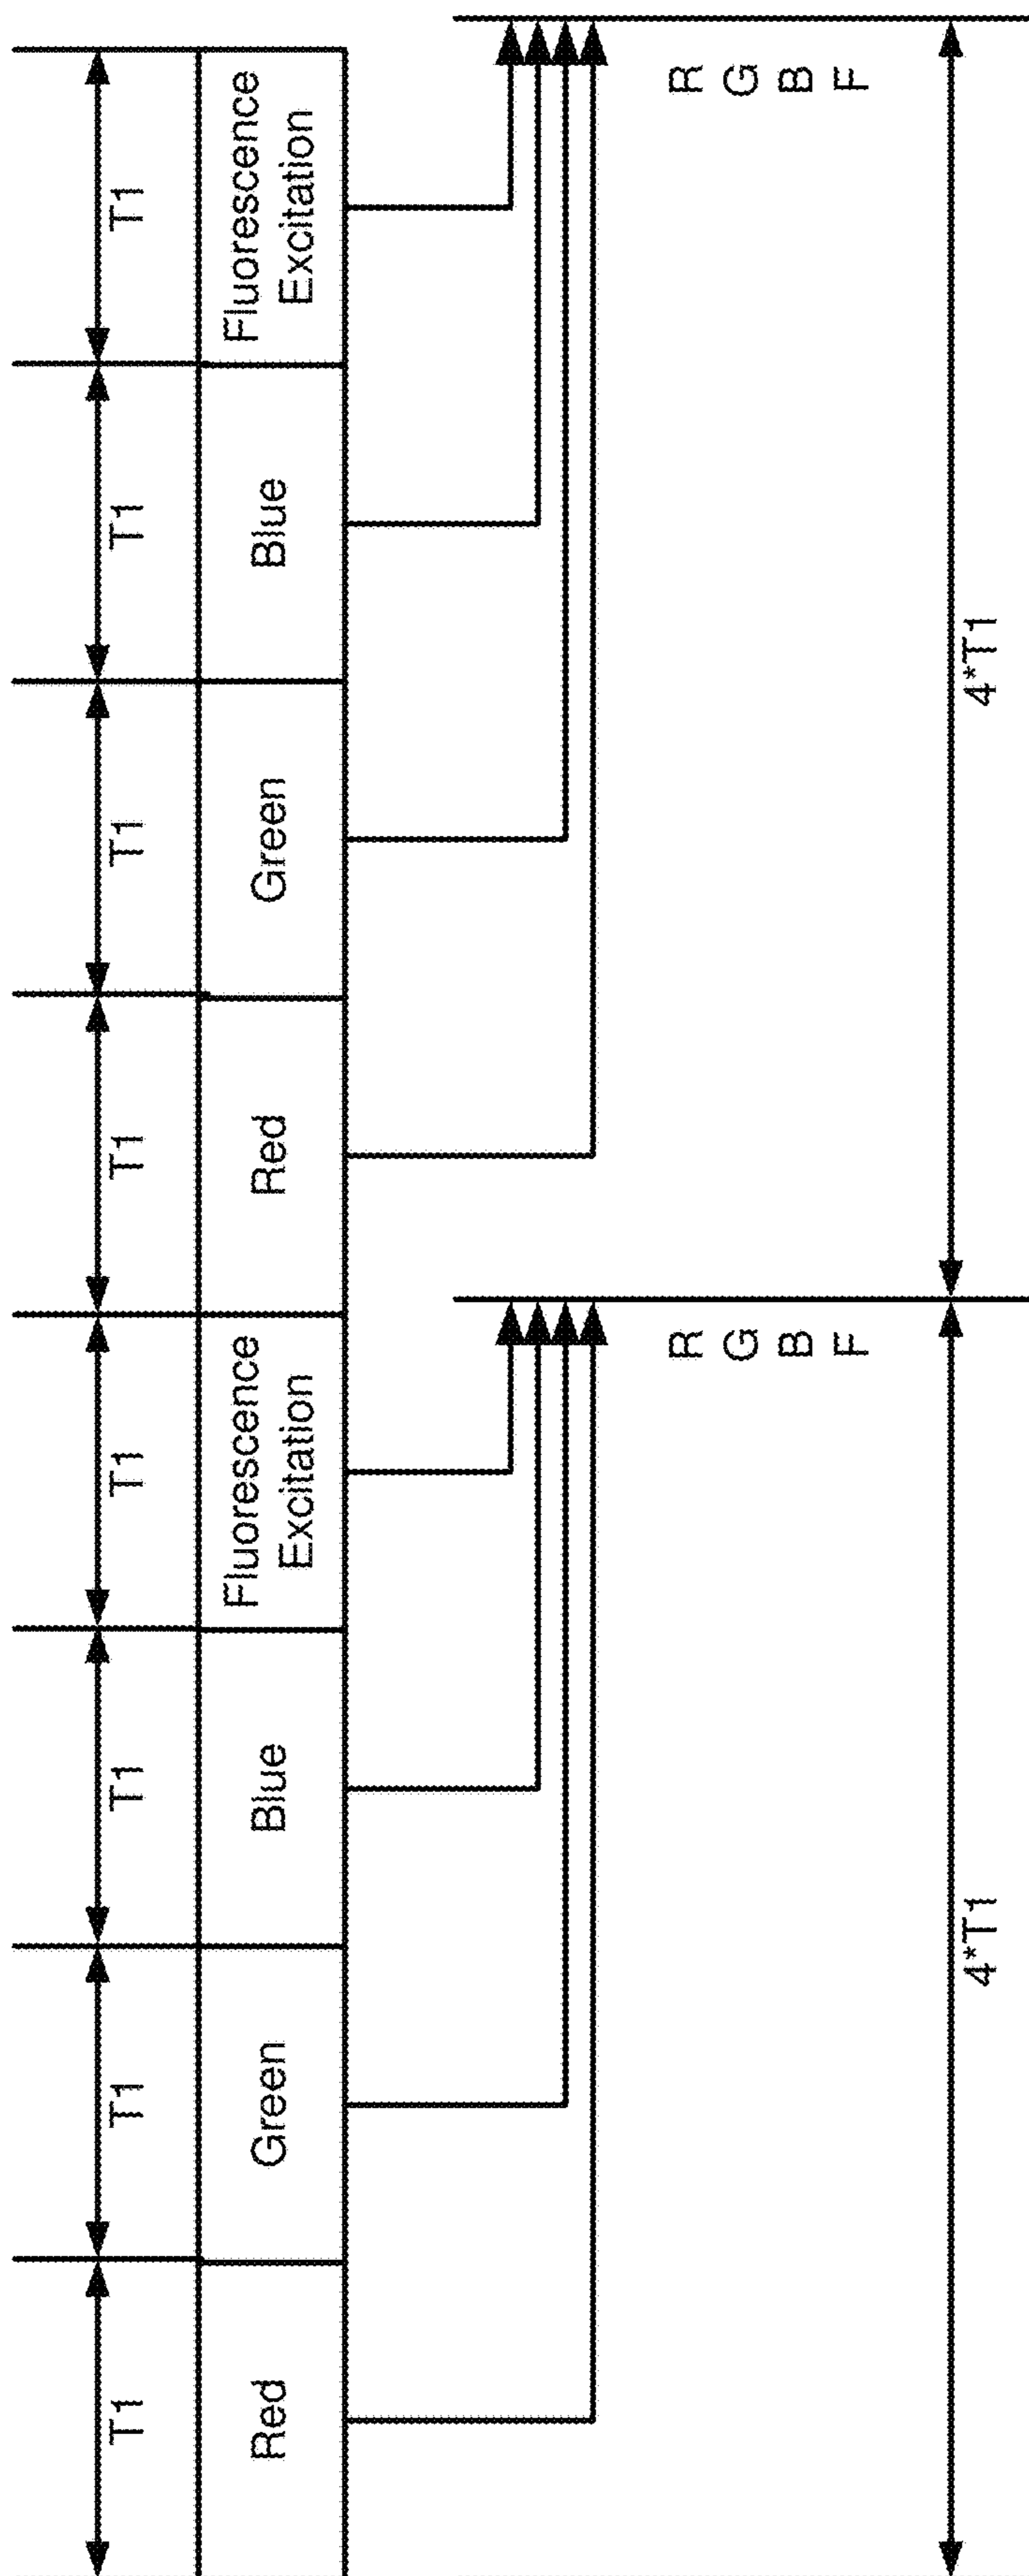 T1 T1 T1 T1 T1 T1 T1 T1
Red Green Blue Fluorescence Excitation Red Green Blue Fluorescence Excitation
R R
G G
B B
F F
4*T1 4*T1